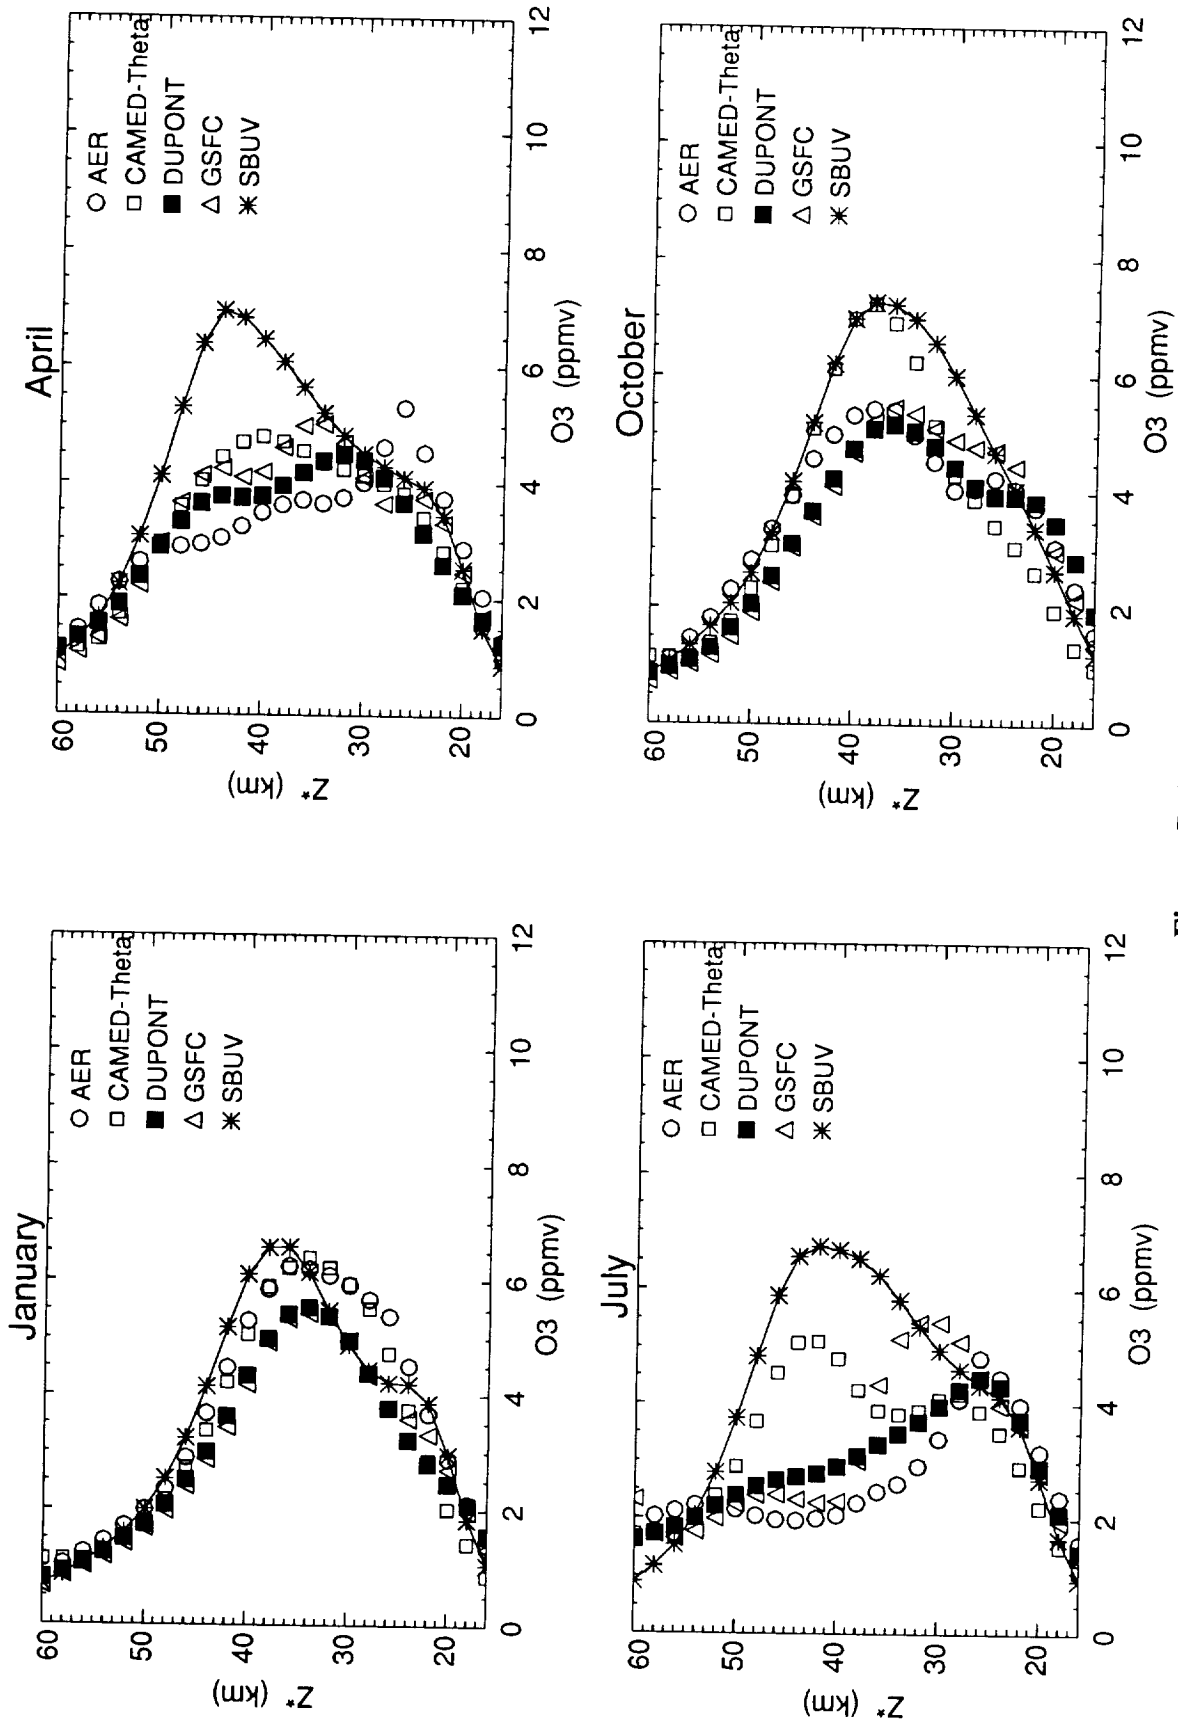 January
AER
CAMED-Theta
DUPONT
GSFC
SBUV
60
50
40
30
20
Z* (km)
0 2 4 6 8 10 12
O3 (ppmv)
April
AER
CAMED-Theta
DUPONT
GSFC
SBUV
60
50
40
30
20
Z* (km)
0 2 4 6 8 10 12
O3 (ppmv)
July
AER
CAMED-Theta
DUPONT
GSFC
SBUV
60
50
40
30
20
Z* (km)
0 2 4 6 8 10 12
O3 (ppmv)
October
AER
CAMED-Theta
DUPONT
GSFC
SBUV
60
50
40
30
20
Z* (km)
0 2 4 6 8 10 12
O3 (ppmv)